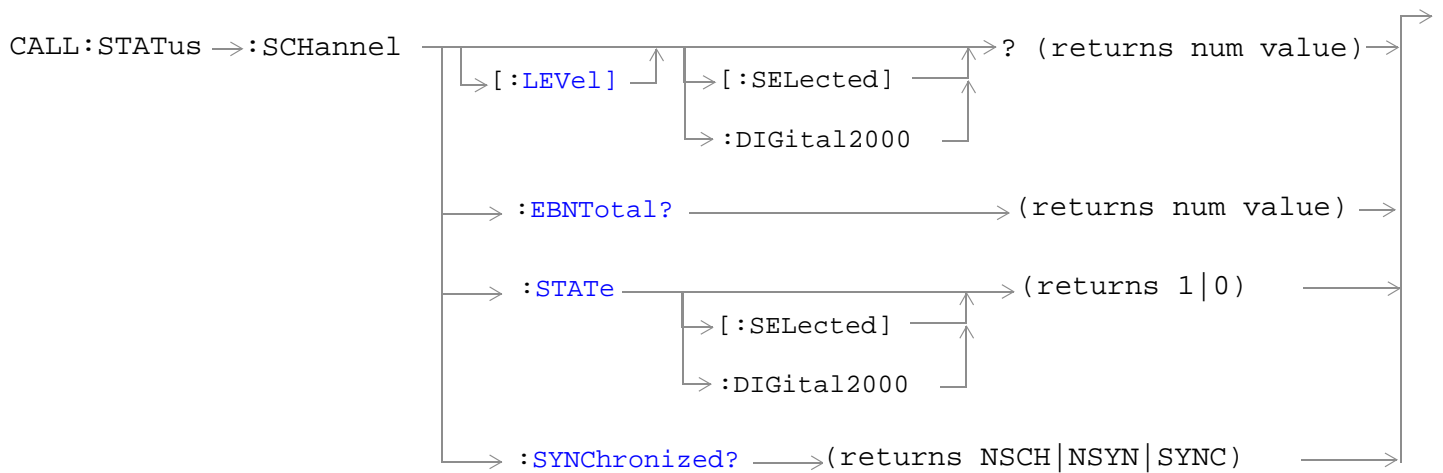 CALL:STATus :SCHannel ? (returns num value)
[:LEVel] [:SELected]
:DIGital2000
:EBNTotal? (returns num value)
:STATe (returns 1|0)
[:SELected]
:DIGital2000
:SYNChronized? (returns NSCH|NSYN|SYNC)